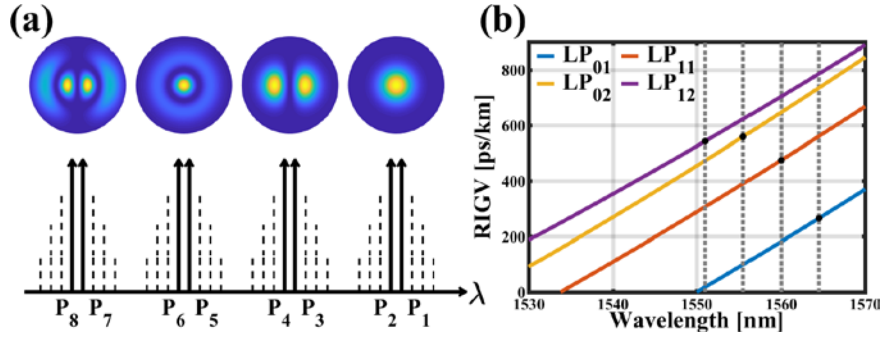 (a)
P8 P7 P6 P5 P4 P3 P2 P1 λ
(b)
LP01 LP11
LP02 LP12
RIGV [ps/km]
800
600
400
200
0
1530 1540 1550 1560 1570
Wavelength [nm]